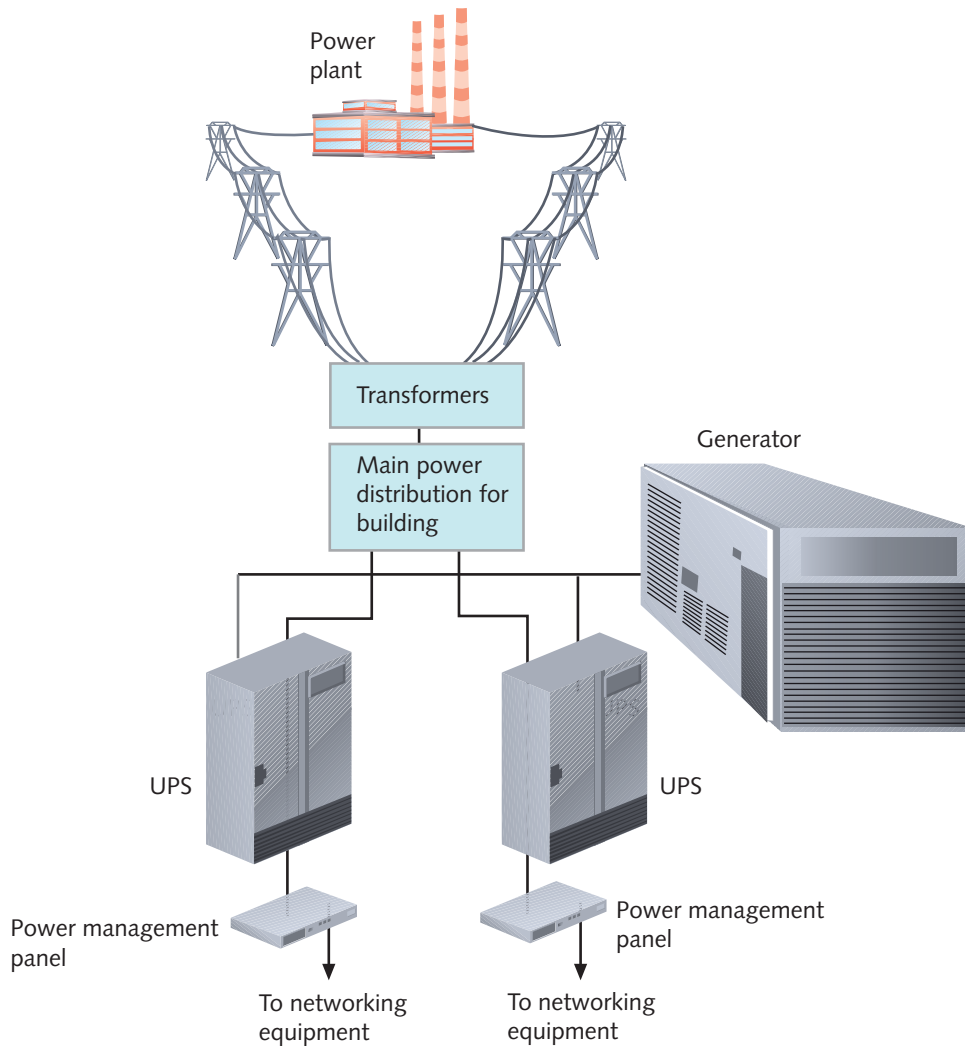 Power
plant
Transformers
Main power
distribution for
building
Generator
UPS
UPS
Power management
panel
Power management
panel
To networking
equipment
To networking
equipment